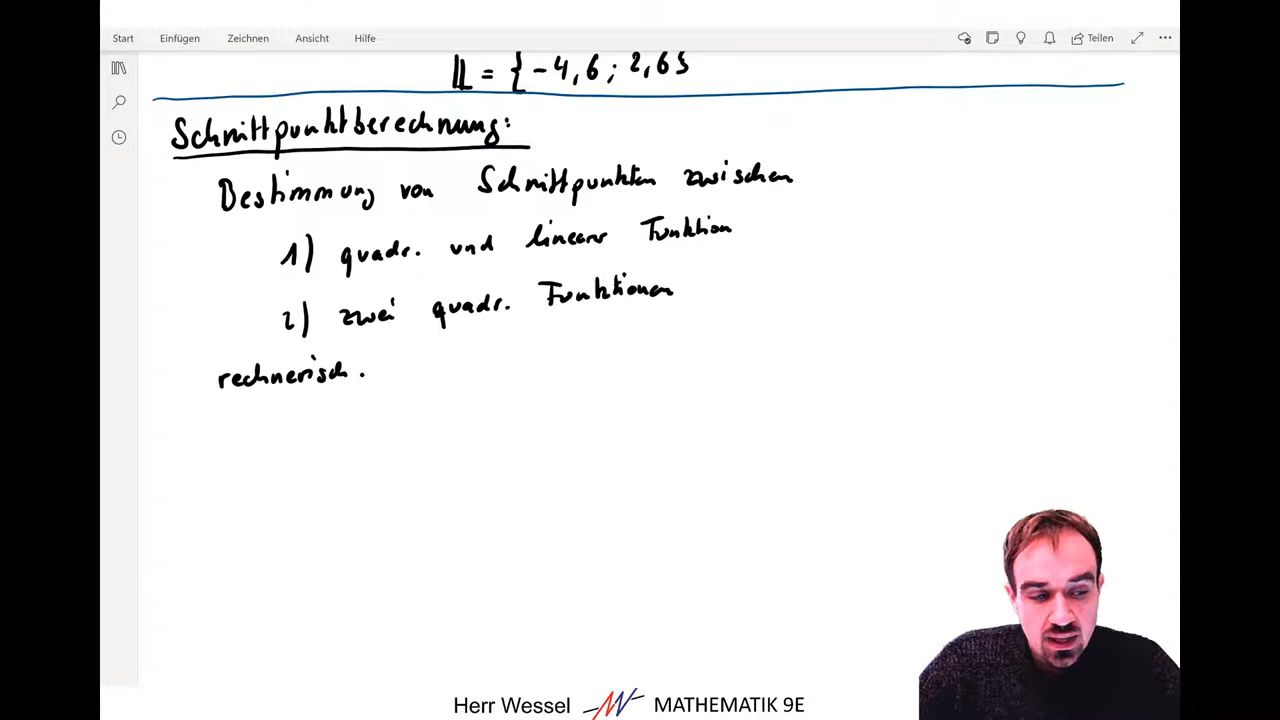 Start Einfügen Zeichnen Ansicht Hilfe Teilen
𝕃 = { -4,6 ; 2,6 }
Schnittpunktberechnung:
Bestimmung von Schnittpunkten zwischen
1) quadr. und linearer Funktion
2) zwei quadr. Funktionen
rechnerisch.
Herr Wessel MATHEMATIK 9E